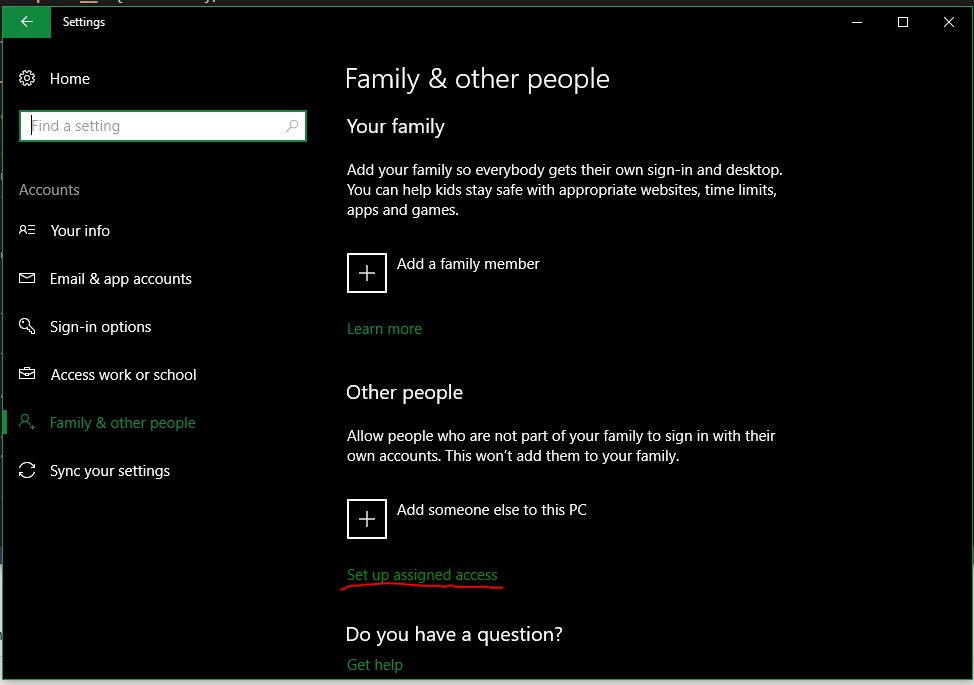 Settings
Home
Find a setting
Accounts
Your info
Email & app accounts
Sign-in options
Access work or school
Family & other people
Sync your settings
Family & other people
Your family
Add your family so everybody gets their own sign-in and desktop.
You can help kids stay safe with appropriate websites, time limits,
apps and games.
Add a family member
Learn more
Other people
Allow people who are not part of your family to sign in with their
own accounts. This won't add them to your family.
Add someone else to this PC
Set up assigned access
Do you have a question?
Get help